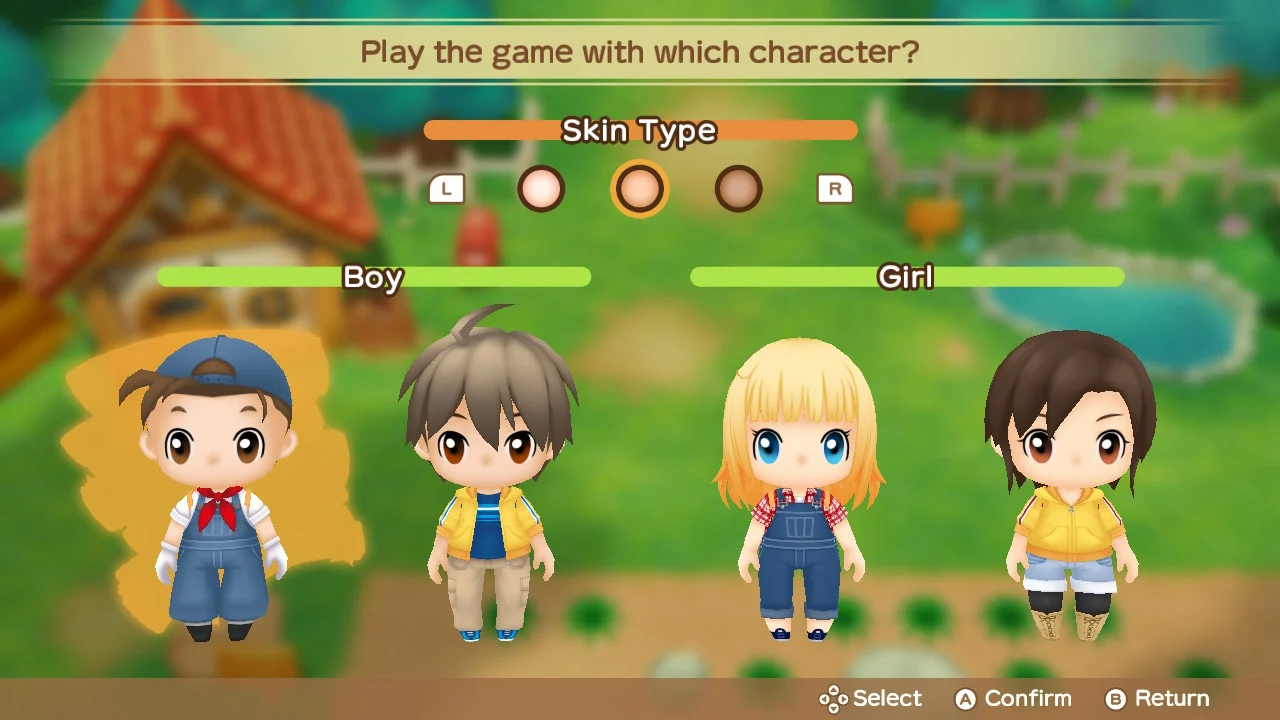 Play the game with which character?
Skin Type
L R
Boy Girl
Select A Confirm B Return